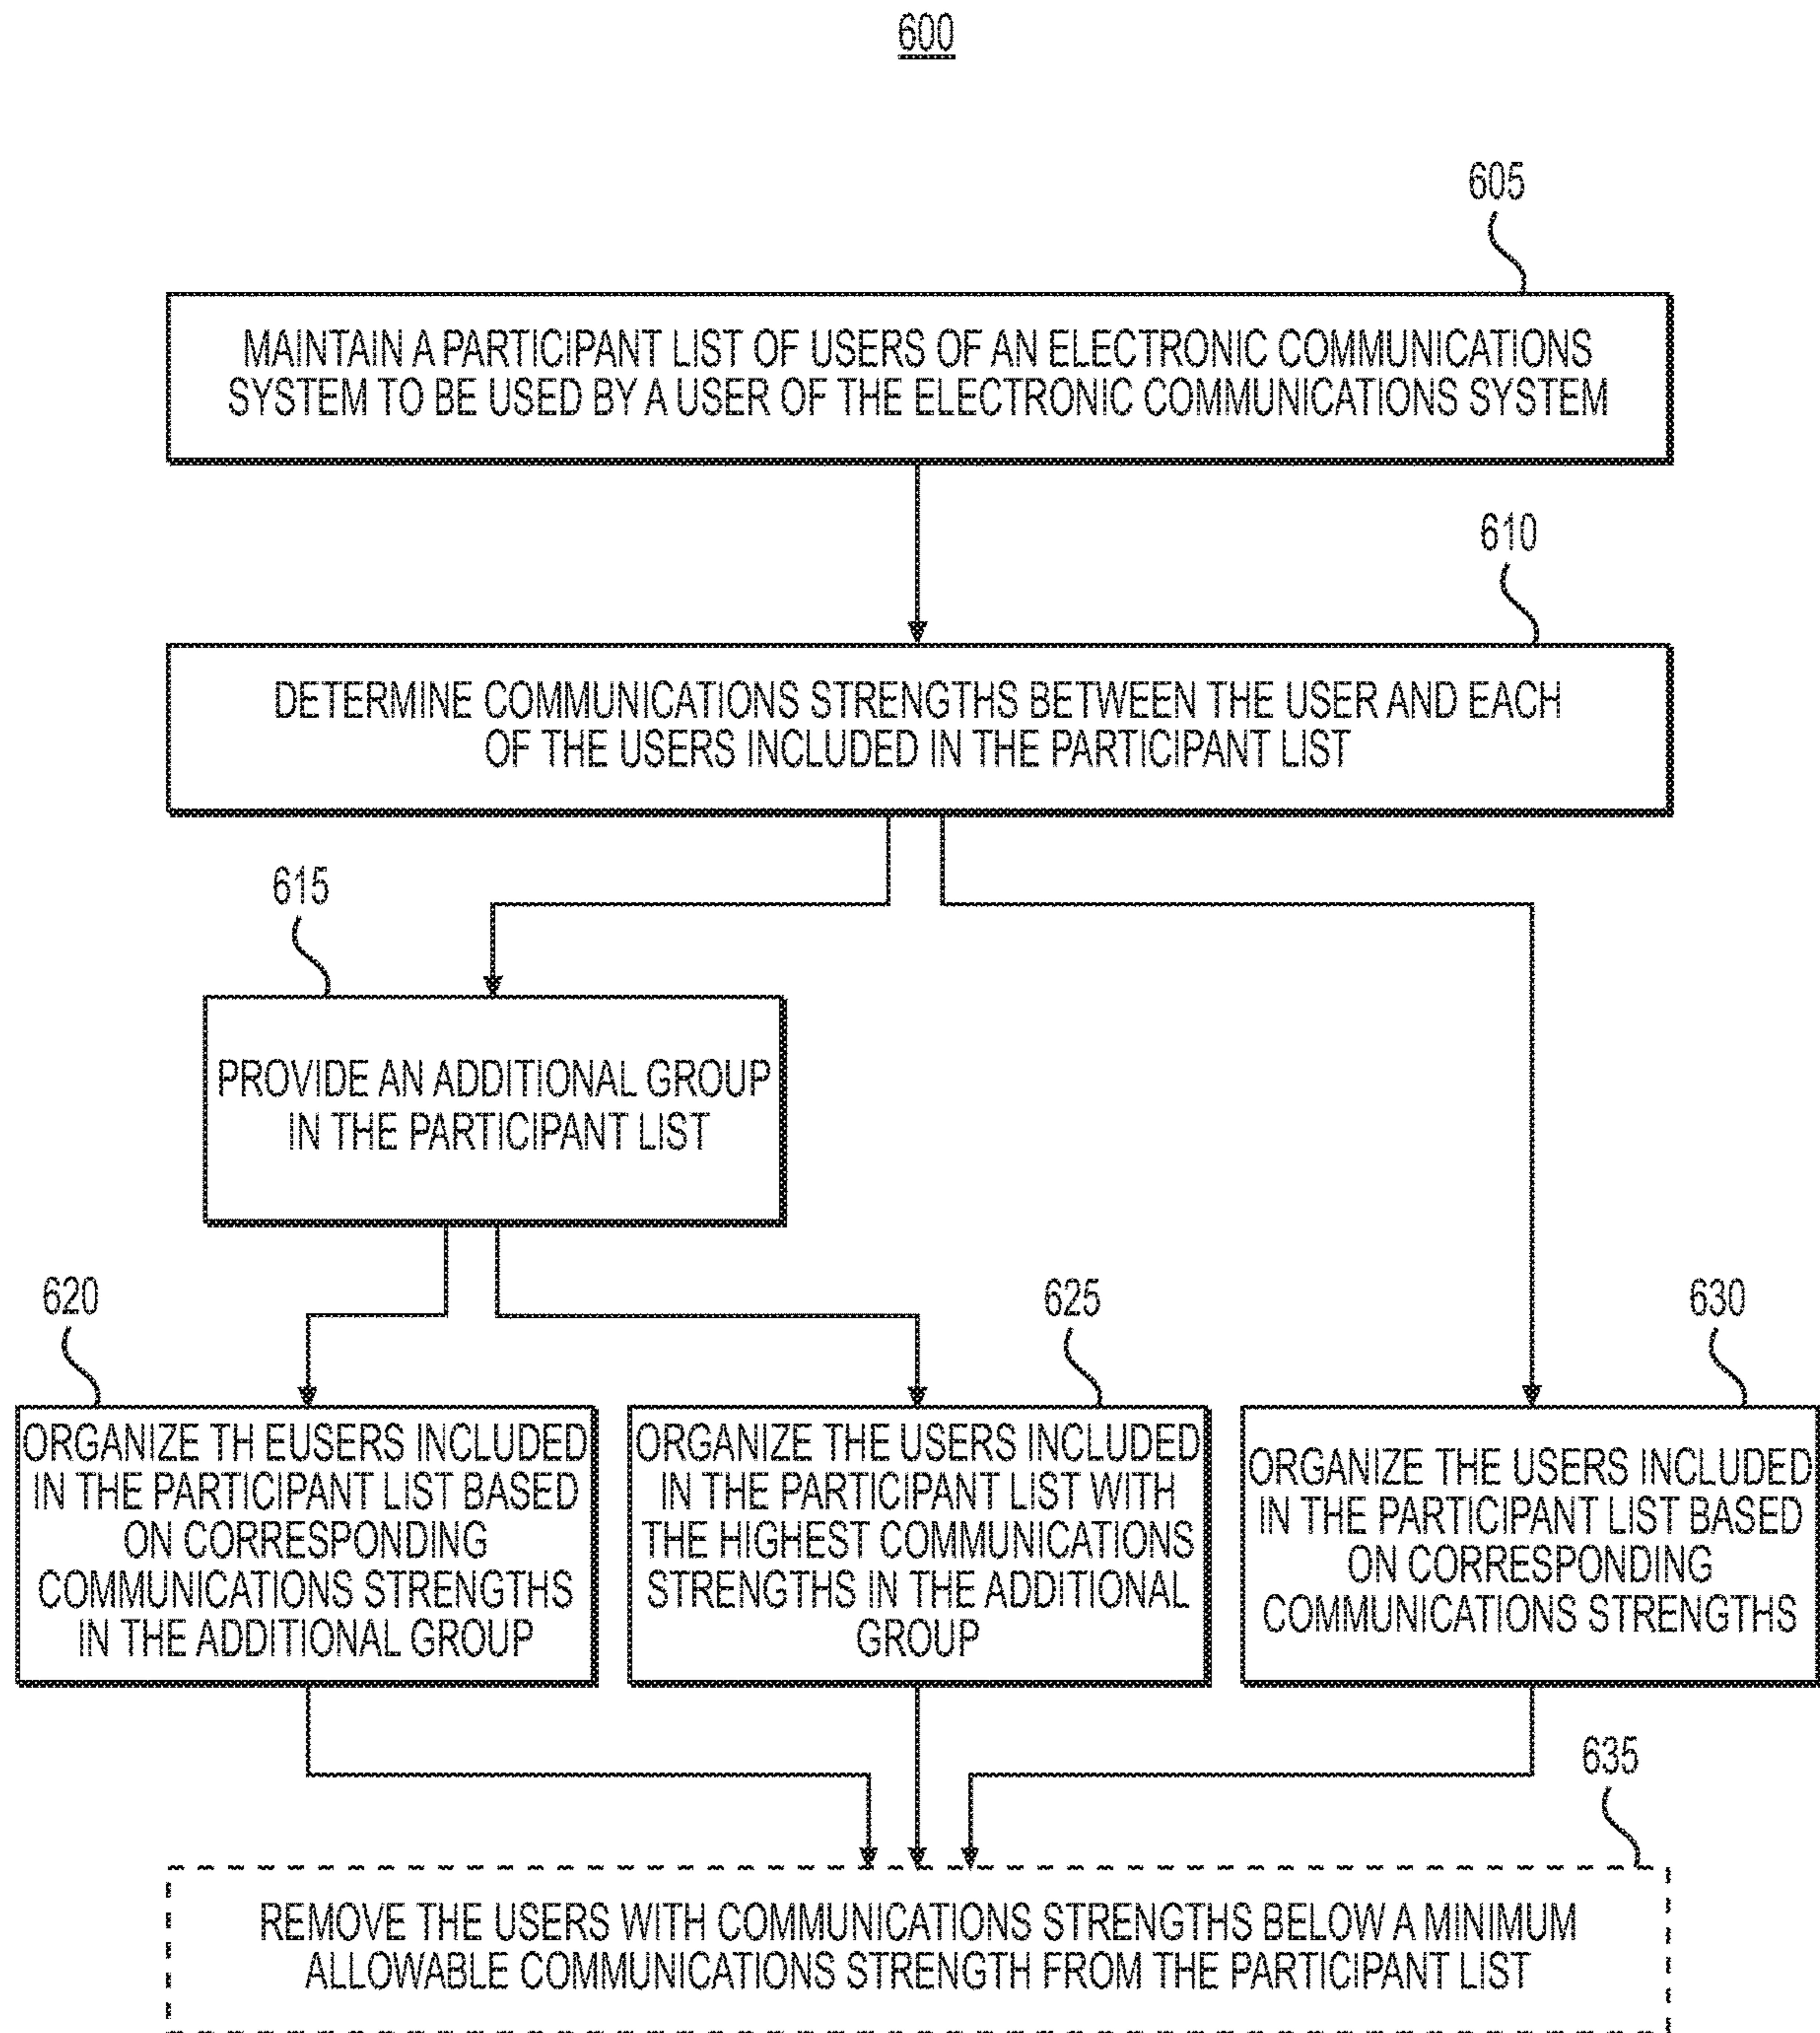 600
605
MAINTAIN A PARTICIPANT LIST OF USERS OF AN ELECTRONIC COMMUNICATIONS
SYSTEM TO BE USED BY A USER OF THE ELECTRONIC COMMUNICATIONS SYSTEM
610
DETERMINE COMMUNICATIONS STRENGTHS BETWEEN THE USER AND EACH
OF THE USERS INCLUDED IN THE PARTICIPANT LIST
615
PROVIDE AN ADDITIONAL GROUP
IN THE PARTICIPANT LIST
620
ORGANIZE TH EUSERS INCLUDED
IN THE PARTICIPANT LIST BASED
ON CORRESPONDING
COMMUNICATIONS STRENGTHS
IN THE ADDITIONAL GROUP
625
ORGANIZE THE USERS INCLUDED
IN THE PARTICIPANT LIST WITH
THE HIGHEST COMMUNICATIONS
STRENGTHS IN THE ADDITIONAL
GROUP
630
ORGANIZE THE USERS INCLUDED
IN THE PARTICIPANT LIST BASED
ON CORRESPONDING
COMMUNICATIONS STRENGTHS
635
REMOVE THE USERS WITH COMMUNICATIONS STRENGTHS BELOW A MINIMUM
ALLOWABLE COMMUNICATIONS STRENGTH FROM THE PARTICIPANT LIST